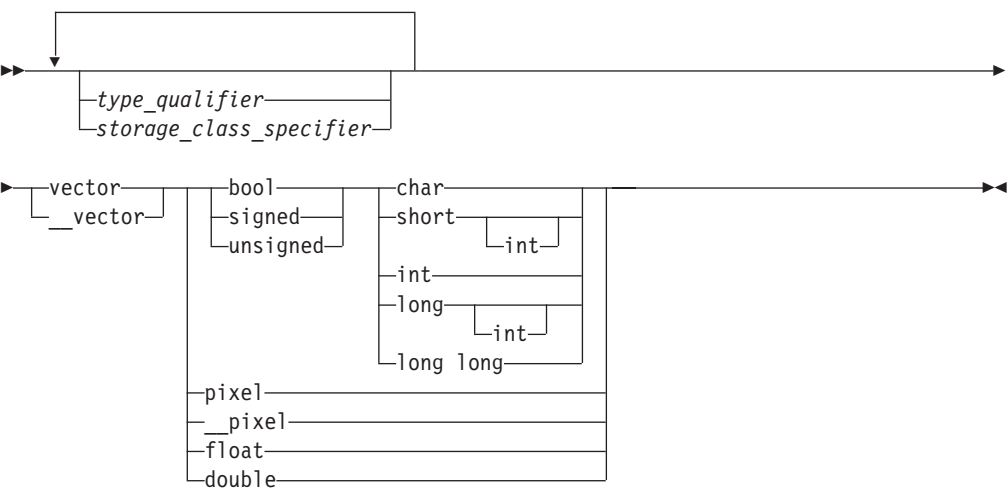 type_qualifier
storage_class_specifier
vector bool char
__vector signed short
unsigned int
int
long
int
long long
pixel
__pixel
float
double